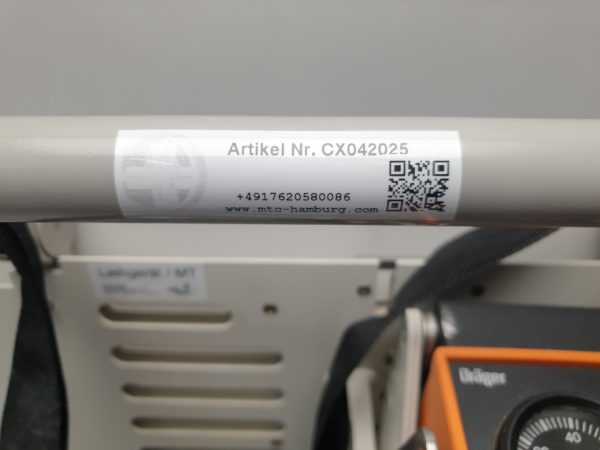 Artikel Nr. CX042025
+4917620580086
www.mtc-hamburg.com
Leihgerät / MT
Dräger
40